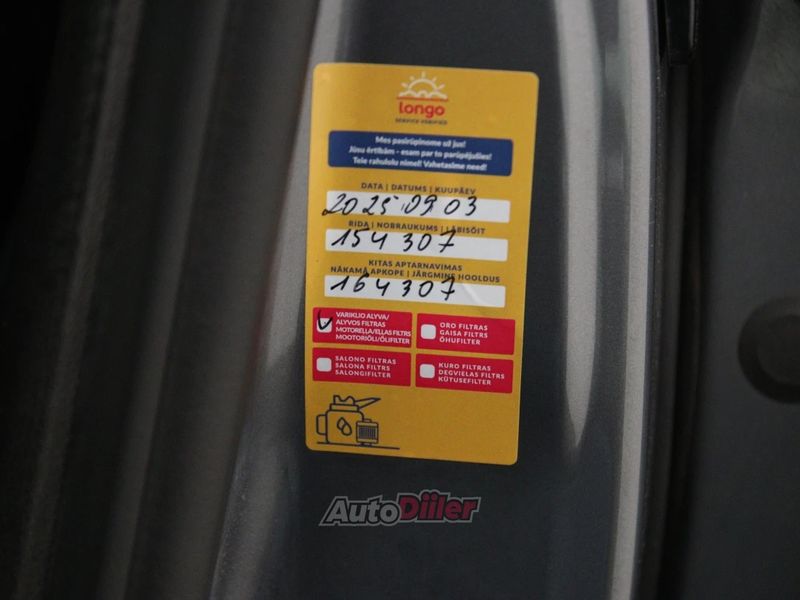 Longo
SERVICE VERIFIED
Mes pasirūpinome už jus!
Jūsu ērtībām - esam par to parūpējušies!
Teie rahulolu nimel! Vahetasime need!
DATA | DATUMS | KUUPÄEV
2025.09.03
RIDA | NOBRAUKUMS | LÄBISÕIT
154 307
KITAS APTARNAVIMAS
NĀKAMĀ APKOPE | JÄRGMINE HOOLDUS
164 307
VARIKLIO ALYVA/
ALYVOS FILTRAS
MOTOREĻĻA/EĻĻAS FILTRS
MOOTORIÕLI/ÕLIFILTER
ORO FILTRAS
GAISA FILTRS
ÕHUFILTER
SALONO FILTRAS
SALONA FILTRS
SALONGIFILTER
KURO FILTRAS
DEGVIELAS FILTRS
KÜTUSEFILTER
AutoDiiler